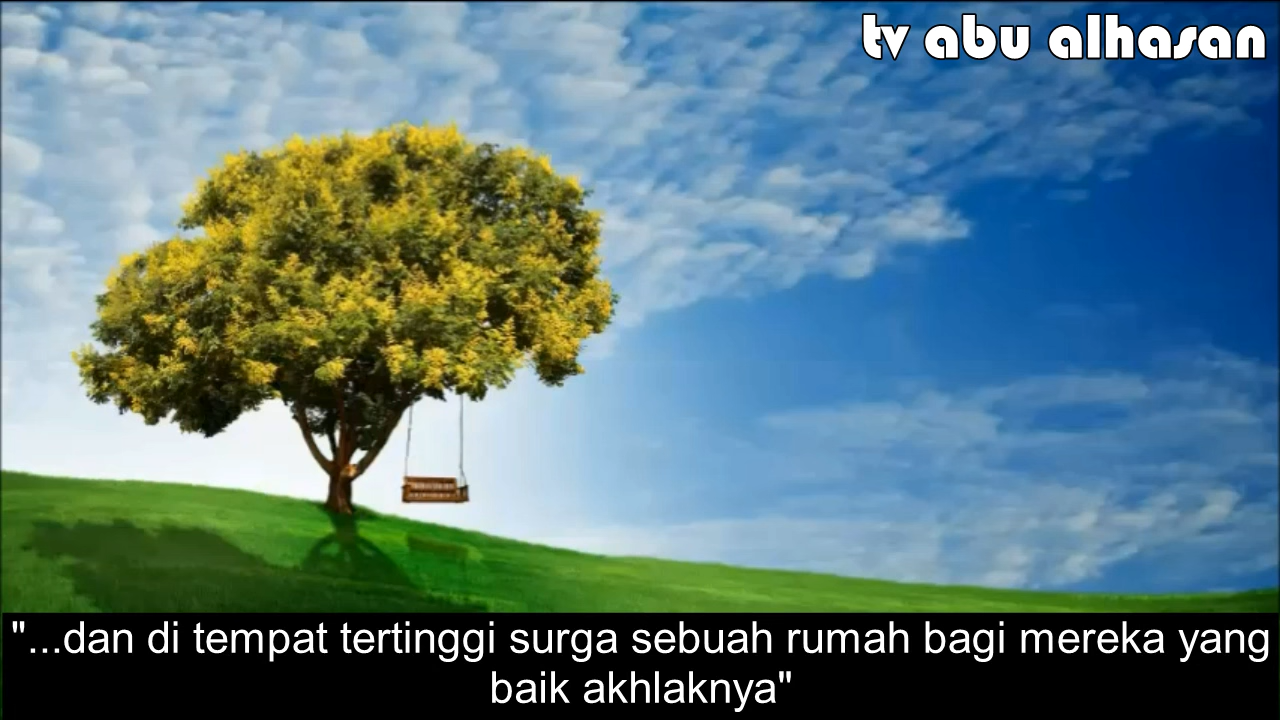 tv abu alhasan
"...dan di tempat tertinggi surga sebuah rumah bagi mereka yang
baik akhlaknya"